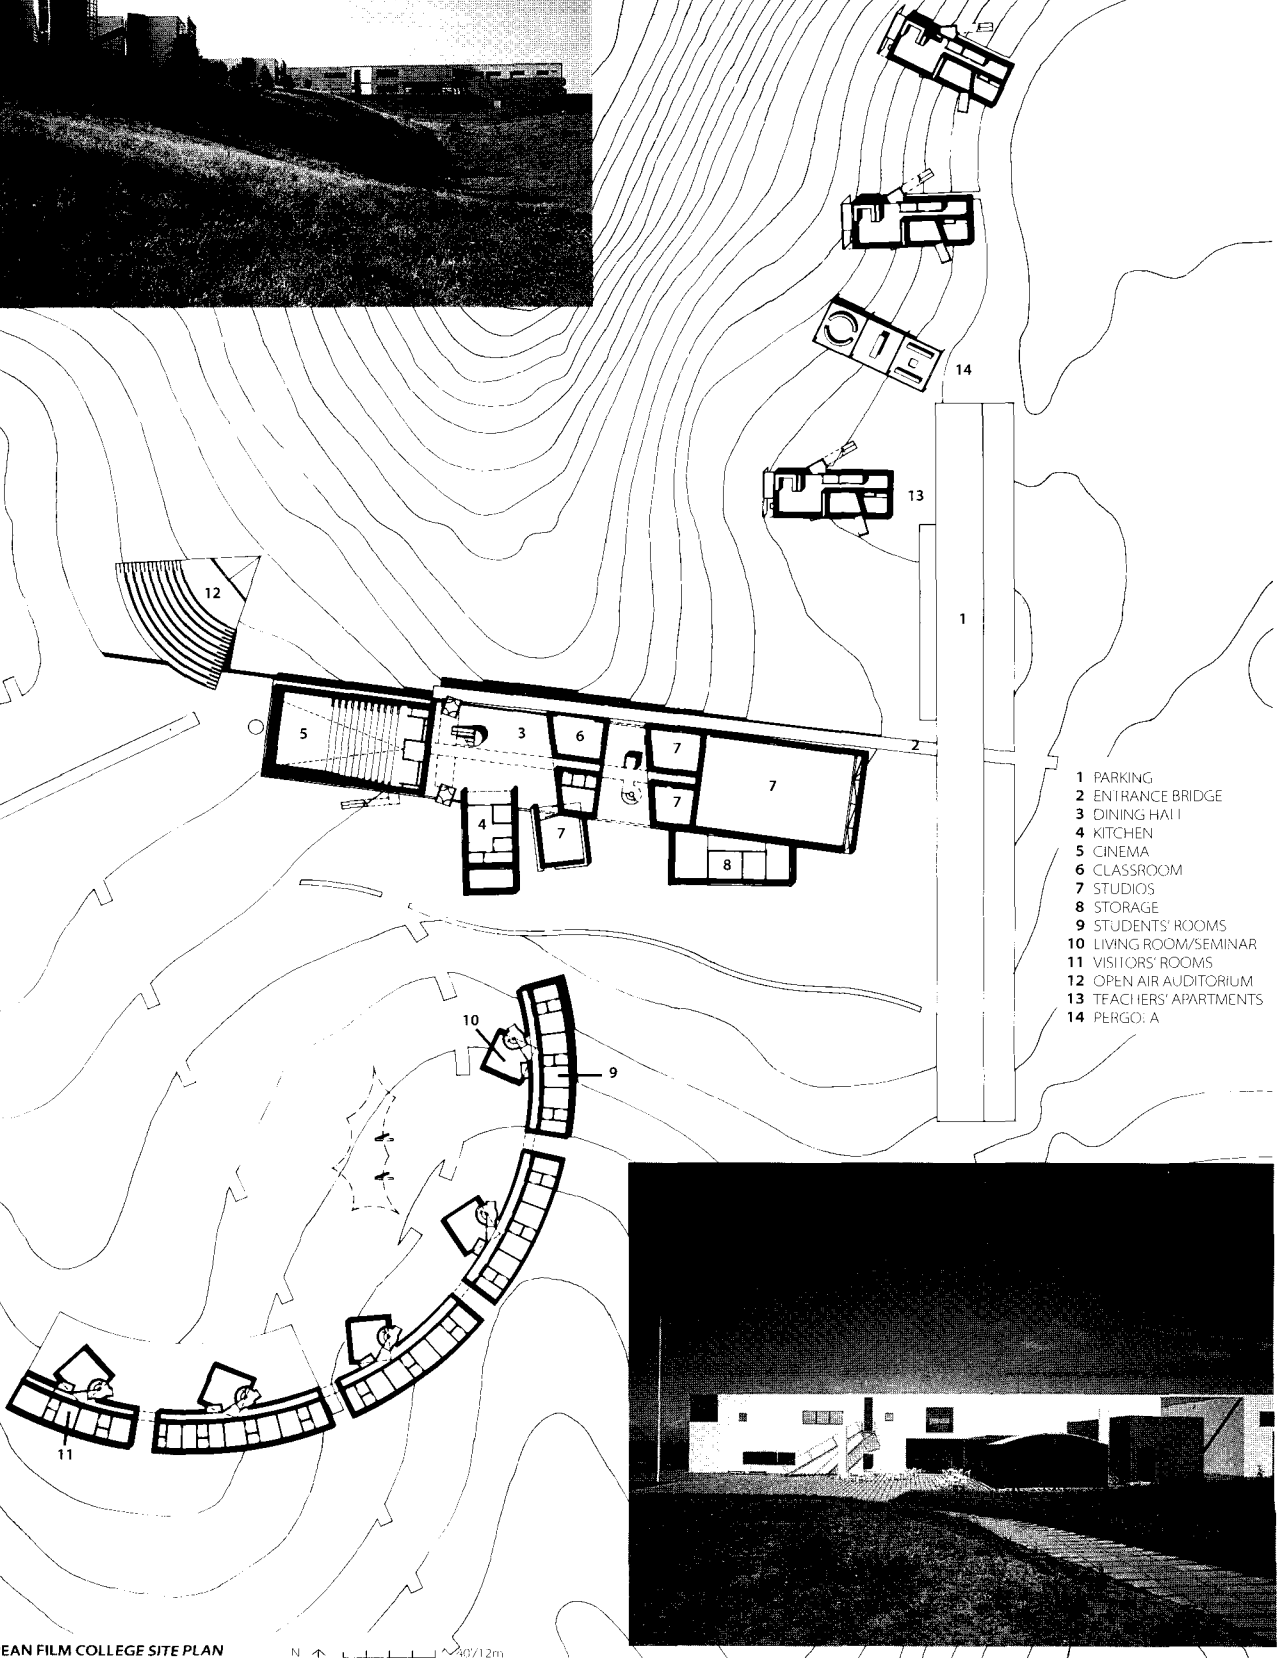 14
13
12
1
5
3
6
7
7
2
7
4
7
8
1 PARKING
2 ENTRANCE BRIDGE
3 DINING HALL
4 KITCHEN
5 CINEMA
6 CLASSROOM
7 STUDIOS
8 STORAGE
9 STUDENTS' ROOMS
10 LIVING ROOM/SEMINAR
11 VISITORS' ROOMS
12 OPEN AIR AUDITORIUM
13 TEACHERS' APARTMENTS
14 PERGOLA
10
9
11
EAN FILM COLLEGE SITE PLAN
N
40'/12m